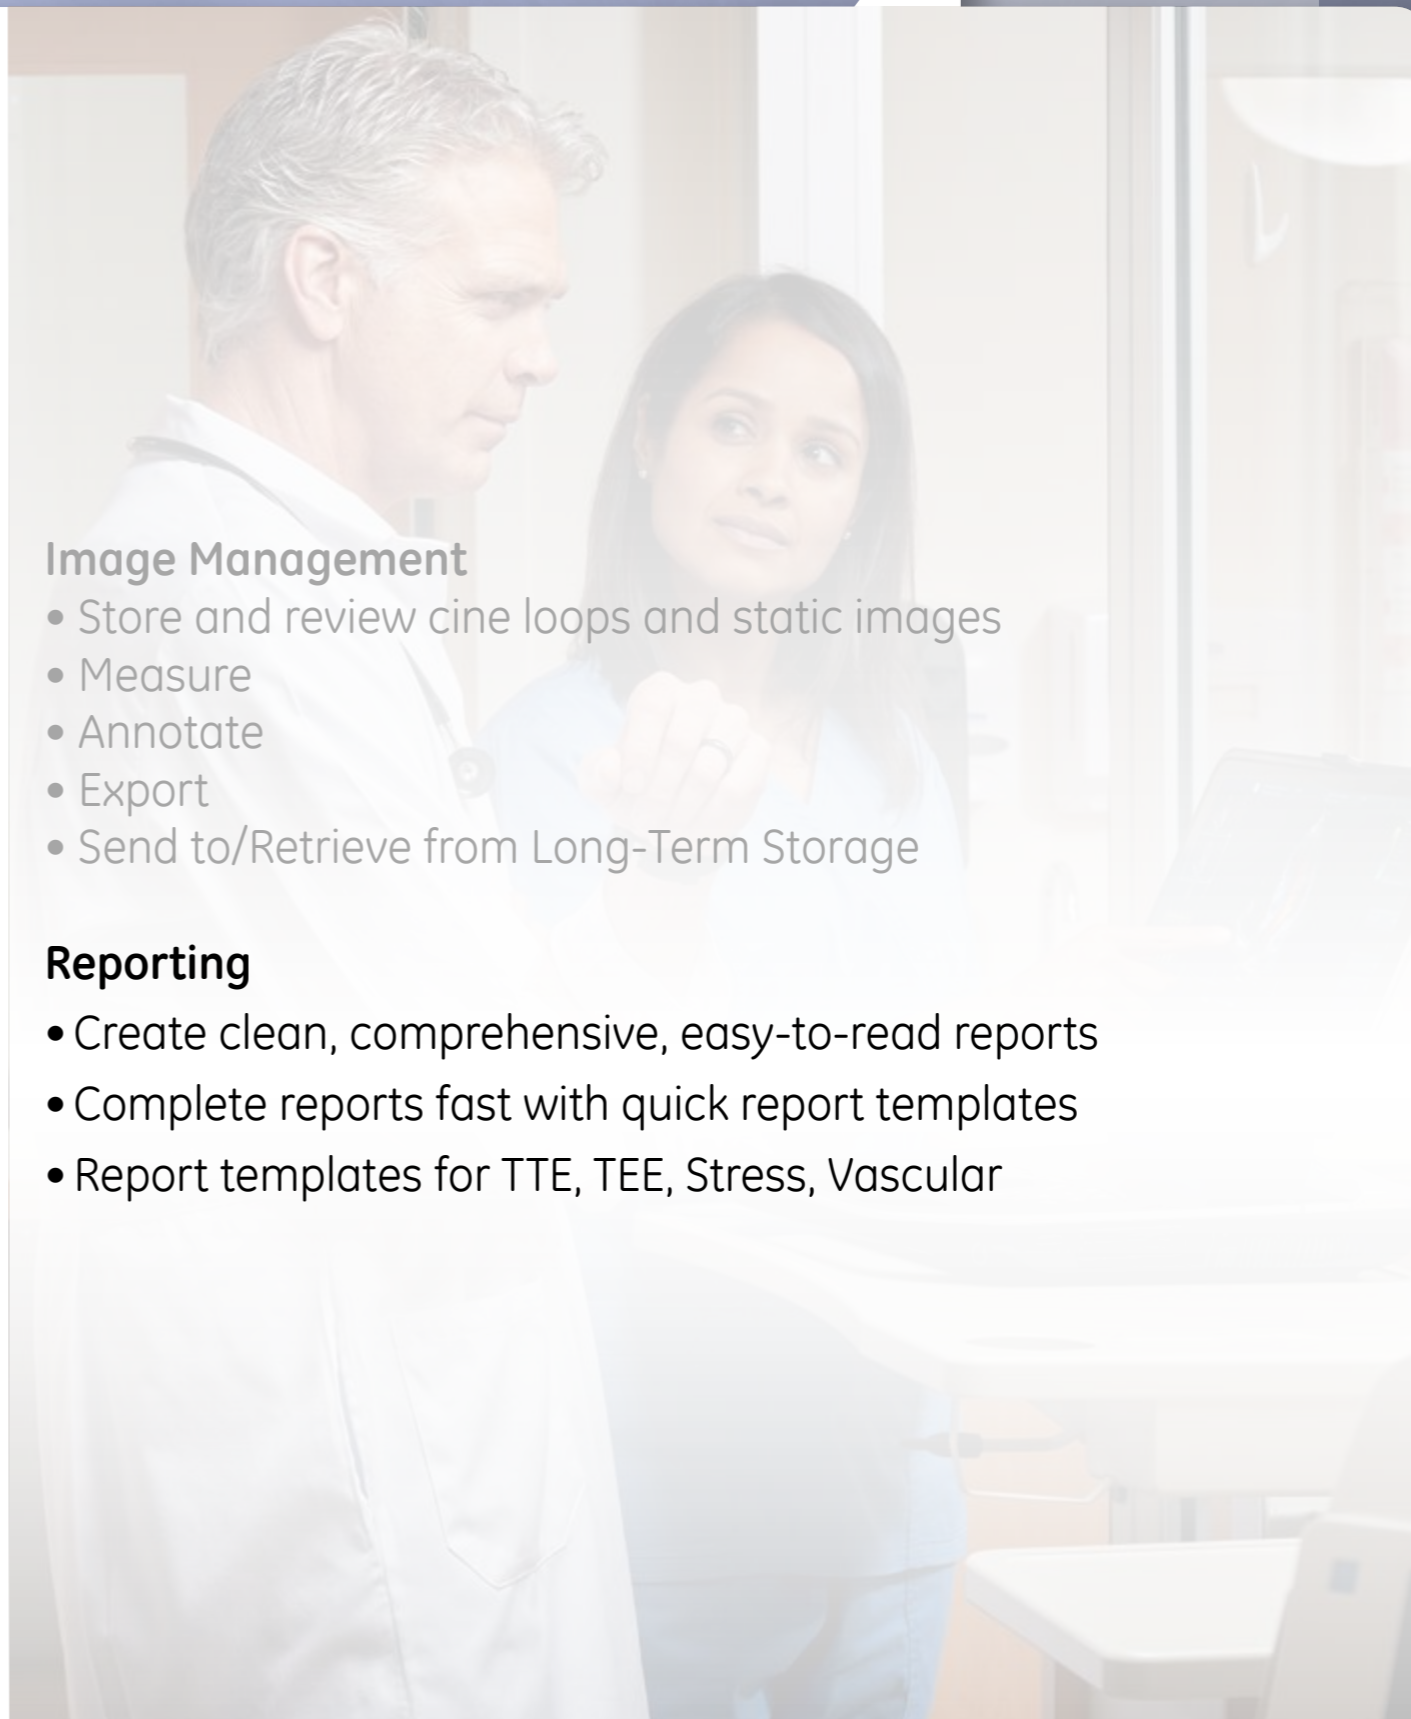 Image Management
• Store and review cine loops and static images
• Measure
• Annotate
• Export
• Send to/Retrieve from Long-Term Storage
Reporting
• Create clean, comprehensive, easy-to-read reports
• Complete reports fast with quick report templates
• Report templates for TTE, TEE, Stress, Vascular